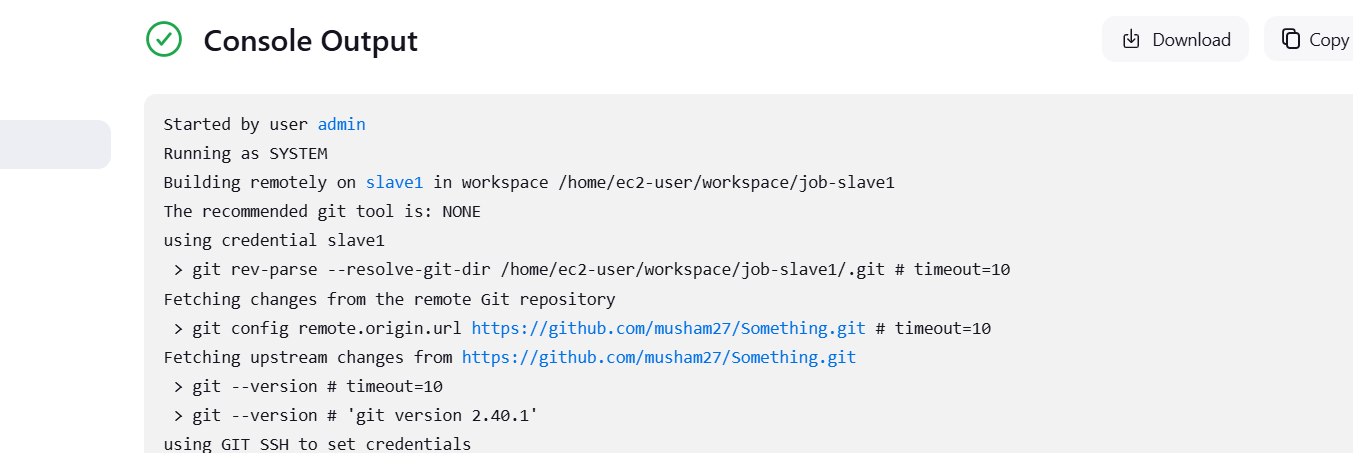 Console Output
Download
Copy
Started by user admin
Running as SYSTEM
Building remotely on slave1 in workspace /home/ec2-user/workspace/job-slave1
The recommended git tool is: NONE
using credential slave1
> git rev-parse --resolve-git-dir /home/ec2-user/workspace/job-slave1/.git # timeout=10
Fetching changes from the remote Git repository
> git config remote.origin.url https://github.com/musham27/Something.git # timeout=10
Fetching upstream changes from https://github.com/musham27/Something.git
> git --version # timeout=10
> git --version # 'git version 2.40.1'
using GIT SSH to set credentials